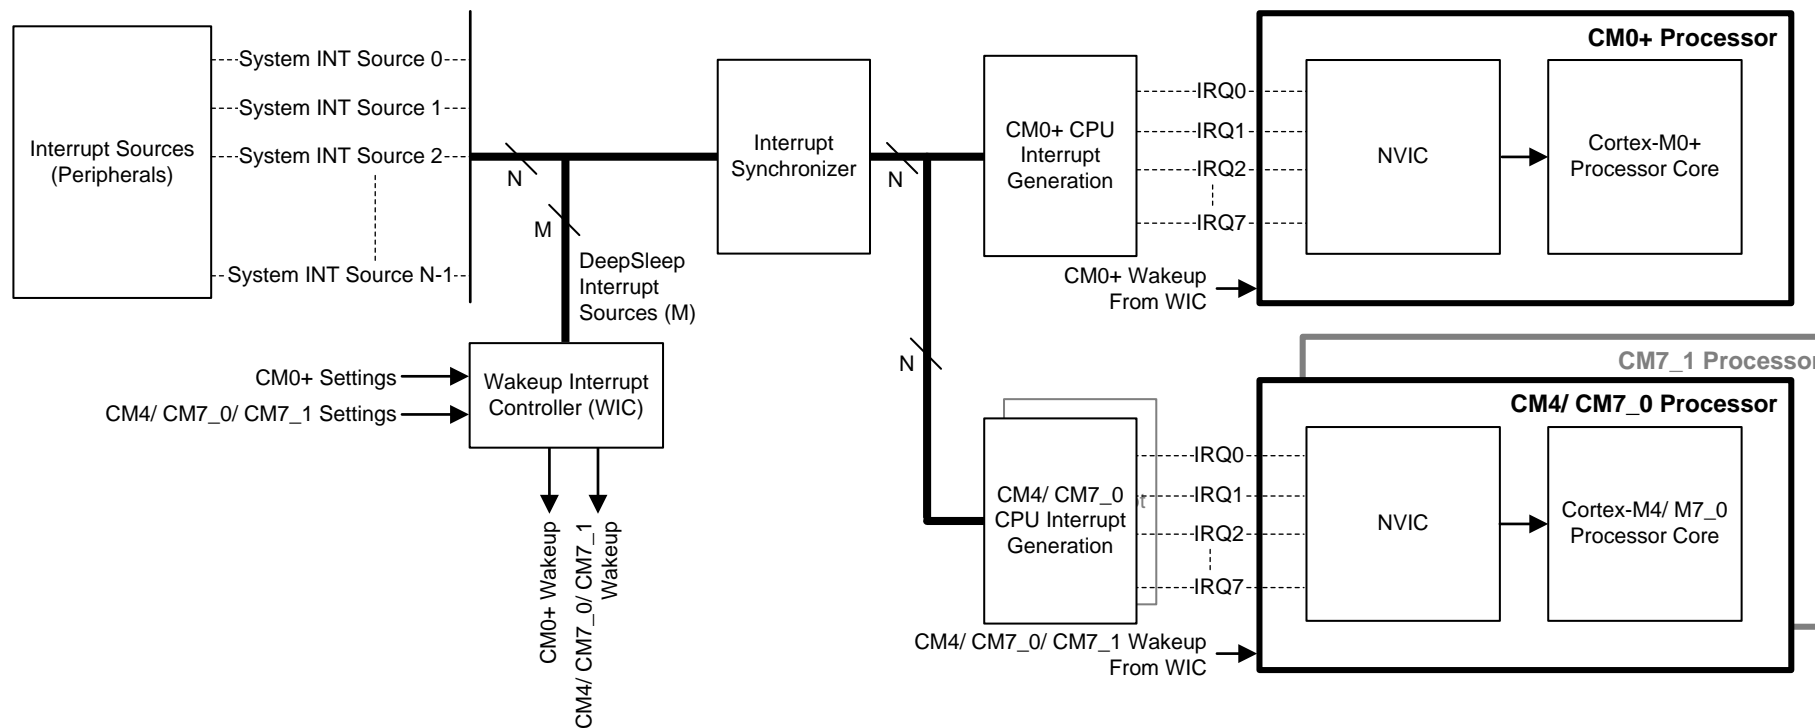 Interrupt Sources
(Peripherals)
System INT Source 0
System INT Source 1
System INT Source 2
System INT Source N-1
N
M
DeepSleep
Interrupt
Sources (M)
Interrupt
Synchronizer
N
N
CM0+ CPU
Interrupt
Generation
IRQ0
IRQ1
IRQ2
IRQ7
CM0+ Wakeup
From WIC
CM0+ Processor
NVIC
Cortex-M0+
Processor Core
CM0+ Settings
CM4/ CM7_0/ CM7_1 Settings
Wakeup Interrupt
Controller (WIC)
CM0+ Wakeup
CM4/ CM7_0/ CM7_1
Wakeup
CM4/ CM7_0
CPU Interrupt
Generation
IRQ0
IRQ1
IRQ2
IRQ7
CM4/ CM7_0/ CM7_1 Wakeup
From WIC
CM7_1 Processor
CM4/ CM7_0 Processor
NVIC
Cortex-M4/ M7_0
Processor Core